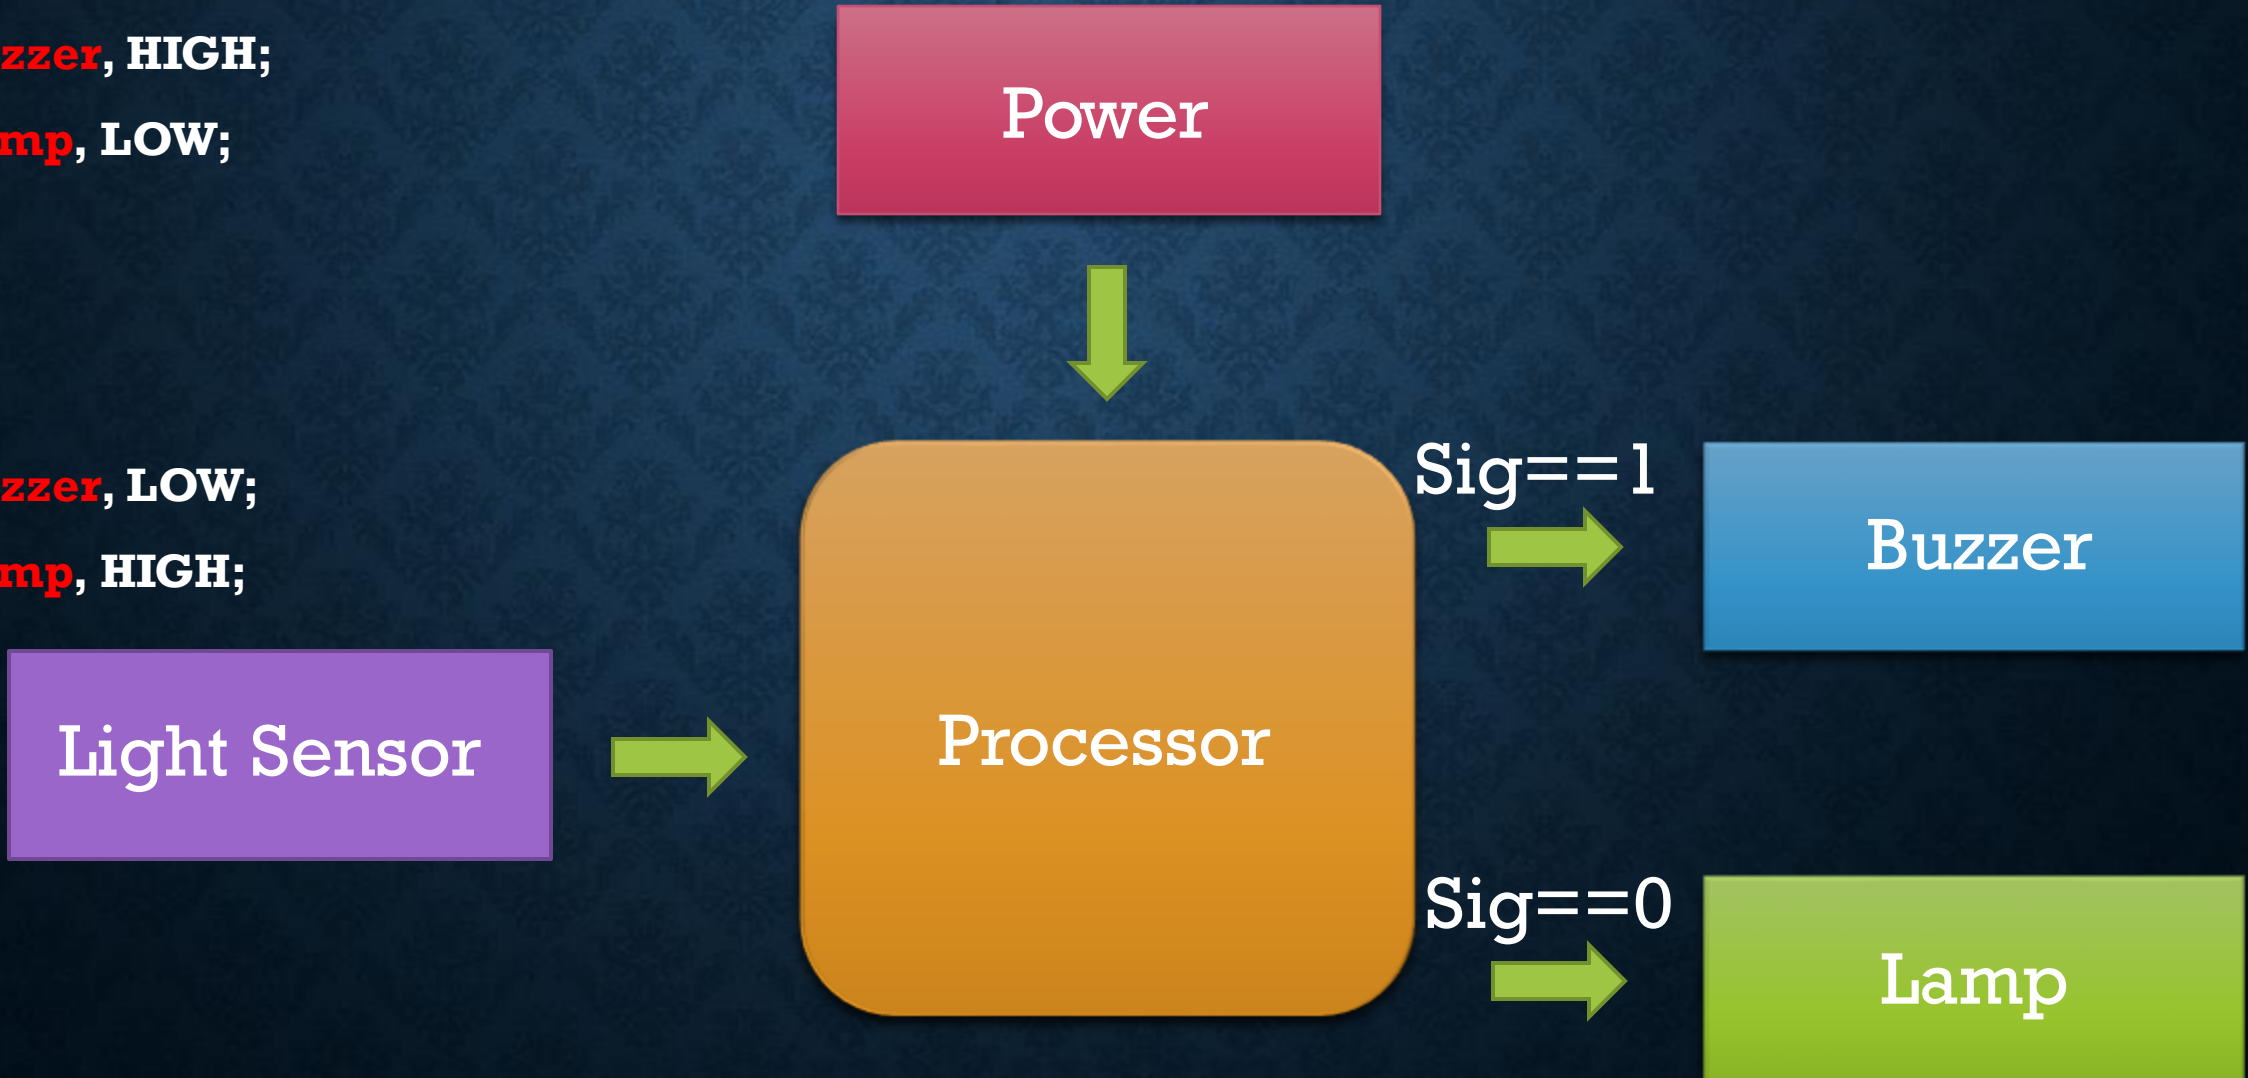 zzer, HIGH;
mp, LOW;
Power
zzer, LOW;
mp, HIGH;
Sig==1
Buzzer
Light Sensor
Processor
Sig==0
Lamp